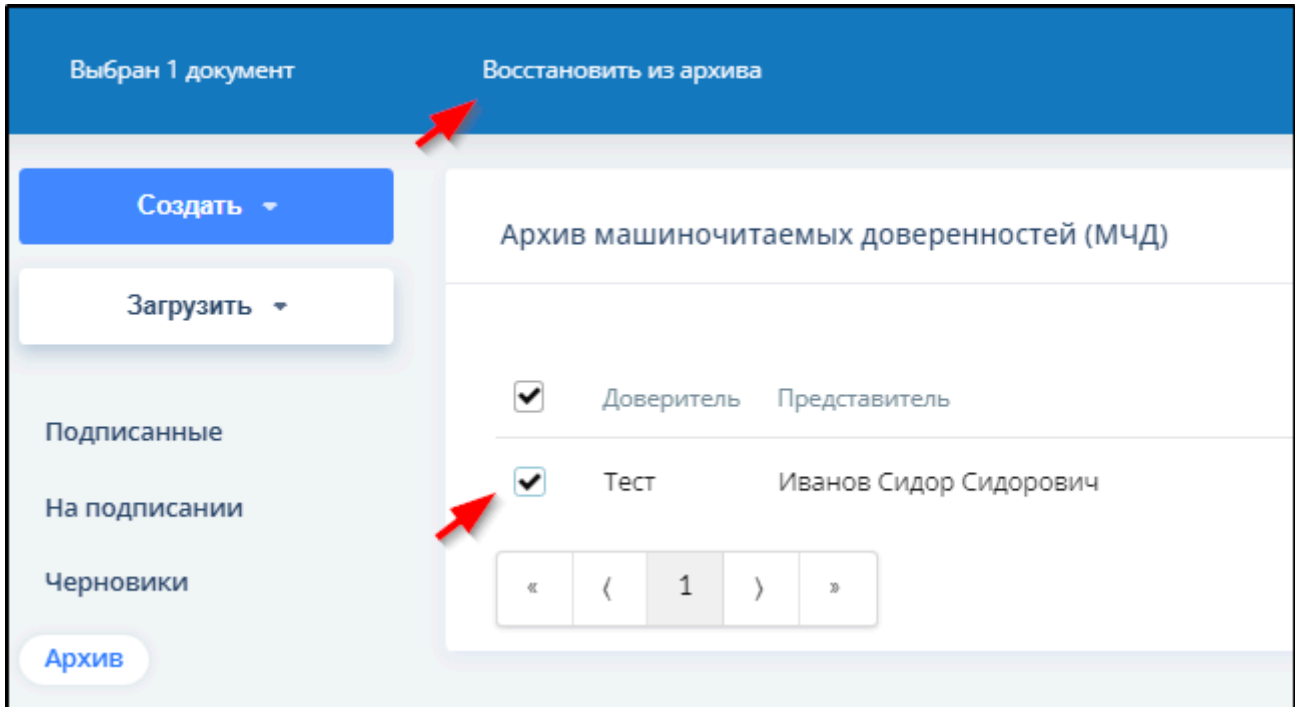 Выбран 1 документ
Восстановить из архива
Создать
Загрузить
Подписанные
На подписании
Черновики
Архив
Архив машиночитаемых доверенностей (МЧД)
Доверитель Представитель
Тест Иванов Сидор Сидорович
« ⟨ 1 ⟩ »